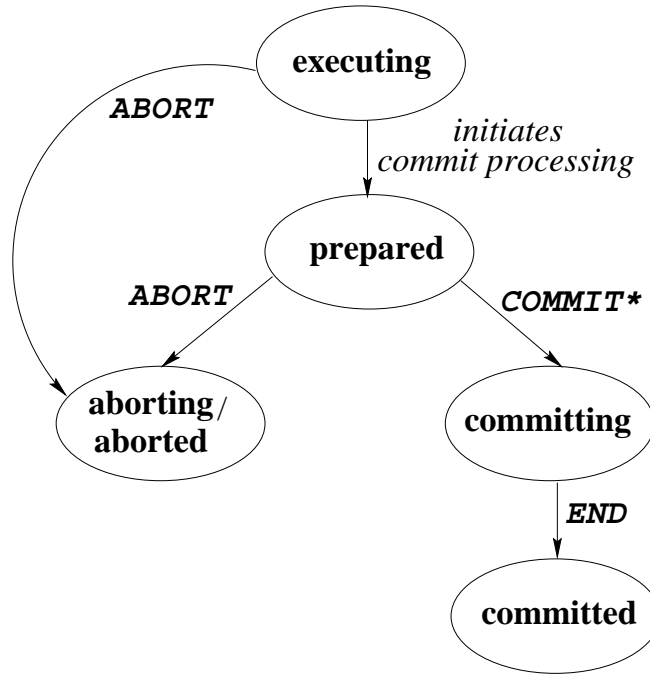 executing
ABORT
initiates
commit processing
prepared
ABORT
COMMIT*
aborting/
aborted
committing
END
committed